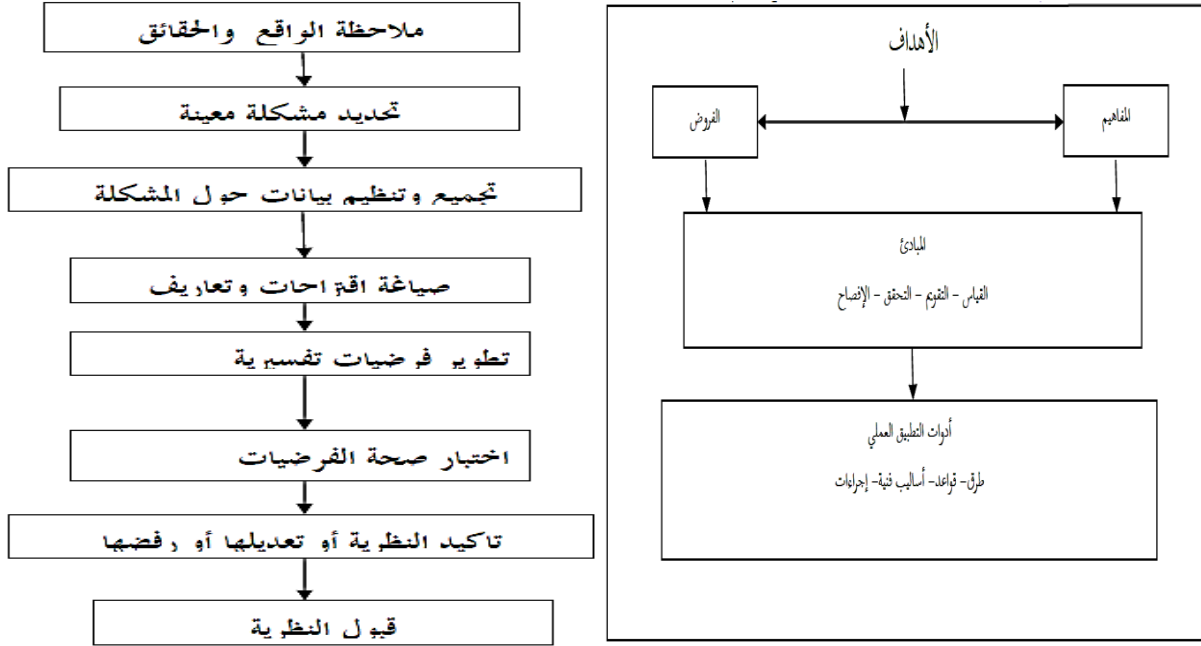 ملاحظة الواقع والحقائق
تحديد مشكلة معينة
تجميع وتنظيم بيانات حول المشكلة
صياغة اقتراحات وتعاريف
تطوير فرضيات تفسيرية
اختبار صحة الفرضيات
تاكيد النظرية أو تعديلها أو رفضها
قبول النظرية
الأهداف
المفاهيم
الفروض
المبادئ
القياس – التقويم – التحقق – الإفصاح
أدوات التطبيق العملي
طرق– قواعد– أساليب فنية– إجراءات